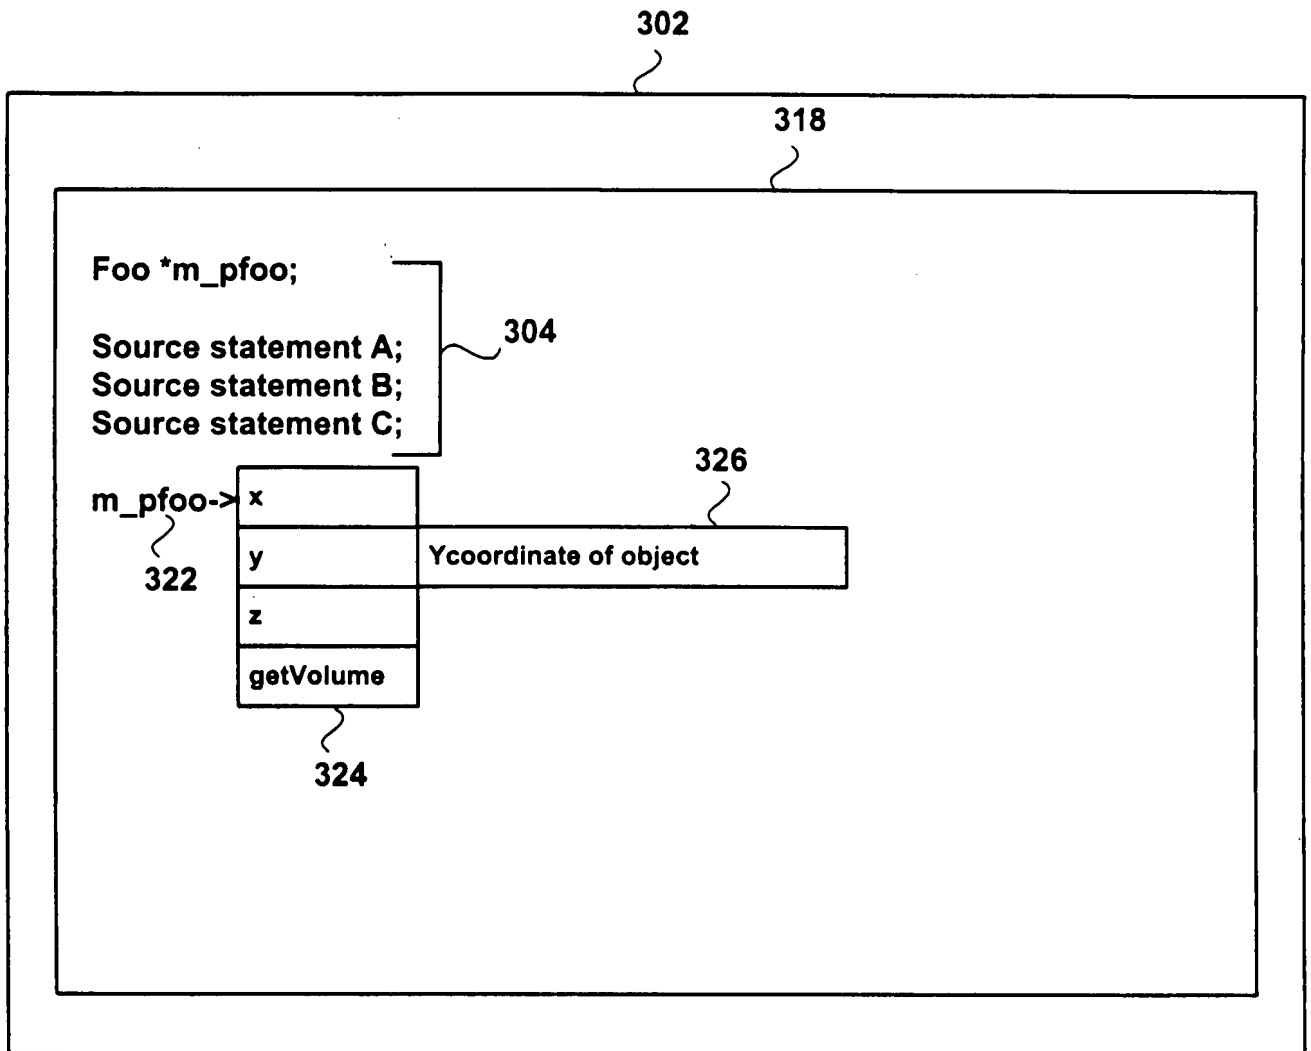 302
318
Foo *m_pfoo;
Source statement A;
304
Source statement B;
Source statement C;
326
m_pfoo-> x
y Ycoordinate of object
322
z
getVolume
324